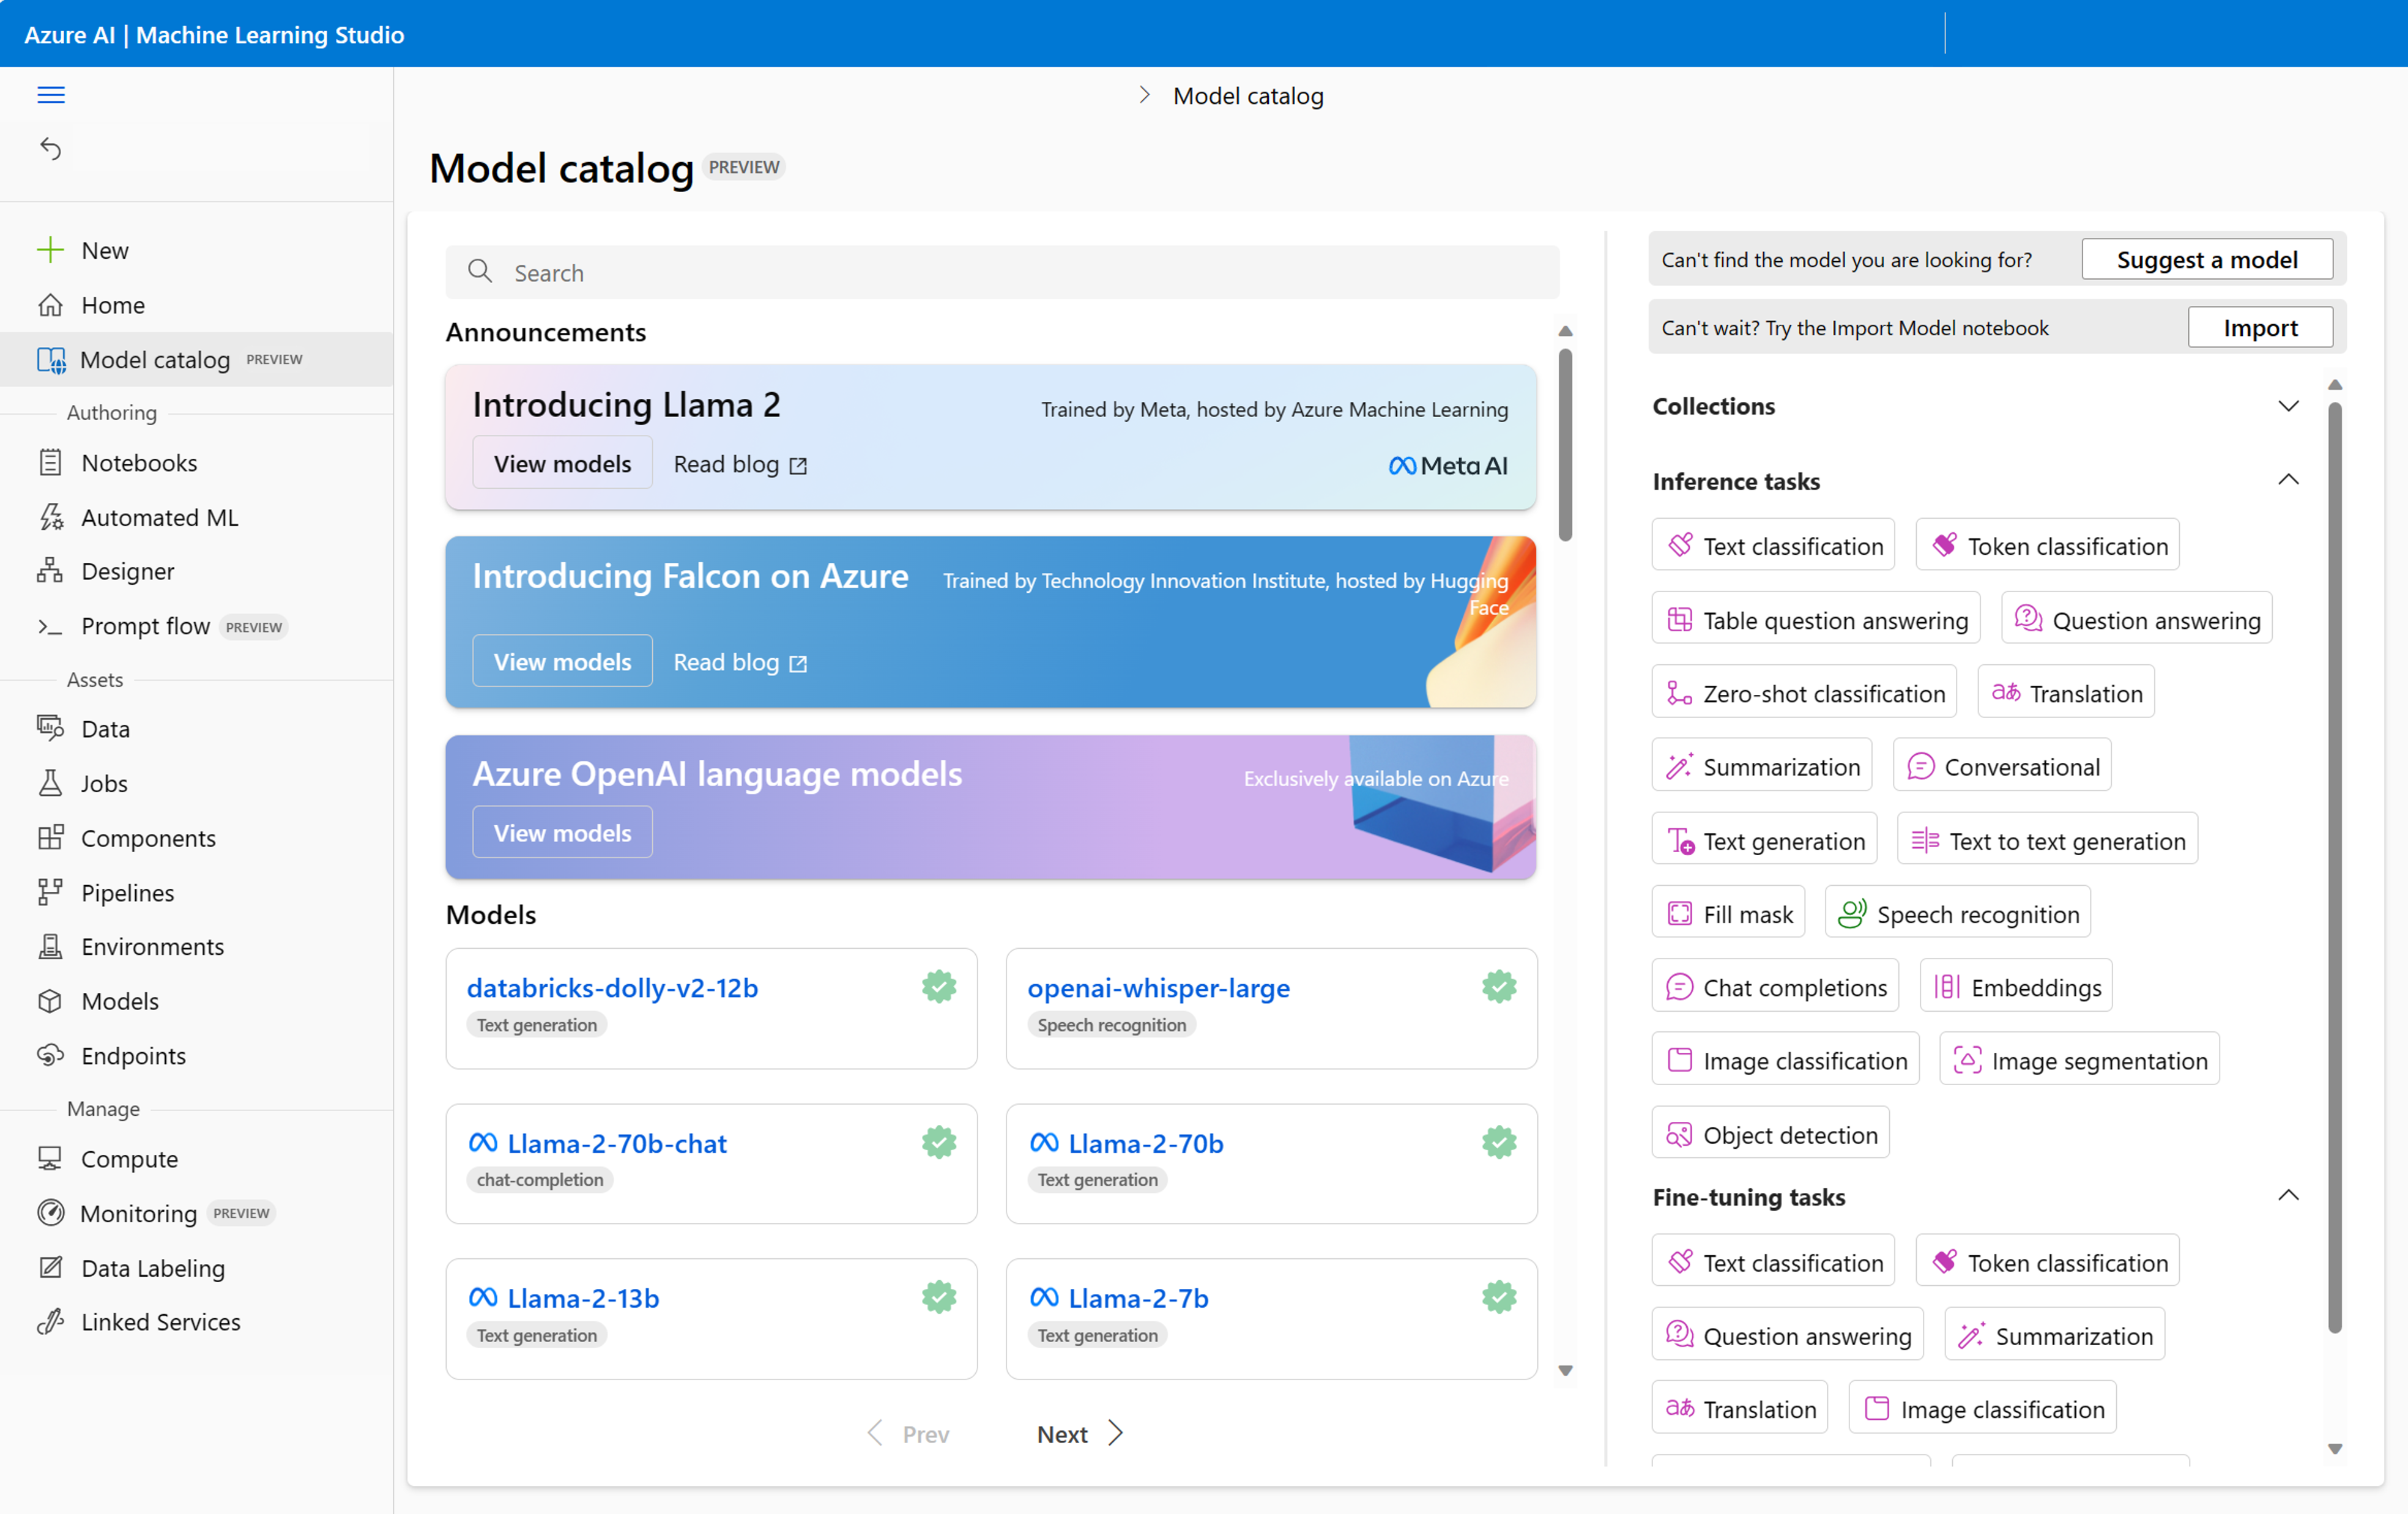 Azure AI | Machine Learning Studio
Model catalog
Model catalog PREVIEW
New
Home
Model catalog PREVIEW
Authoring
Notebooks
Automated ML
Designer
Prompt flow PREVIEW
Assets
Data
Jobs
Components
Pipelines
Environments
Models
Endpoints
Manage
Compute
Monitoring PREVIEW
Data Labeling
Linked Services
Search
Announcements
Introducing Llama 2
Trained by Meta, hosted by Azure Machine Learning
View models Read blog
Meta AI
Introducing Falcon on Azure
Trained by Technology Innovation Institute, hosted by Hugging
Face
View models Read blog
Azure OpenAI language models
Exclusively available on Azure
View models
Models
databricks-dolly-v2-12b
Text generation
openai-whisper-large
Speech recognition
Llama-2-70b-chat
chat-completion
Llama-2-70b
Text generation
Llama-2-13b
Text generation
Llama-2-7b
Text generation
Prev Next
Can't find the model you are looking for? Suggest a model
Can't wait? Try the Import Model notebook Import
Collections
Inference tasks
Text classification Token classification
Table question answering Question answering
Zero-shot classification aあ Translation
Summarization Conversational
Text generation Text to text generation
Fill mask Speech recognition
Chat completions Embeddings
Image classification Image segmentation
Object detection
Fine-tuning tasks
Text classification Token classification
Question answering Summarization
aあ Translation Image classification